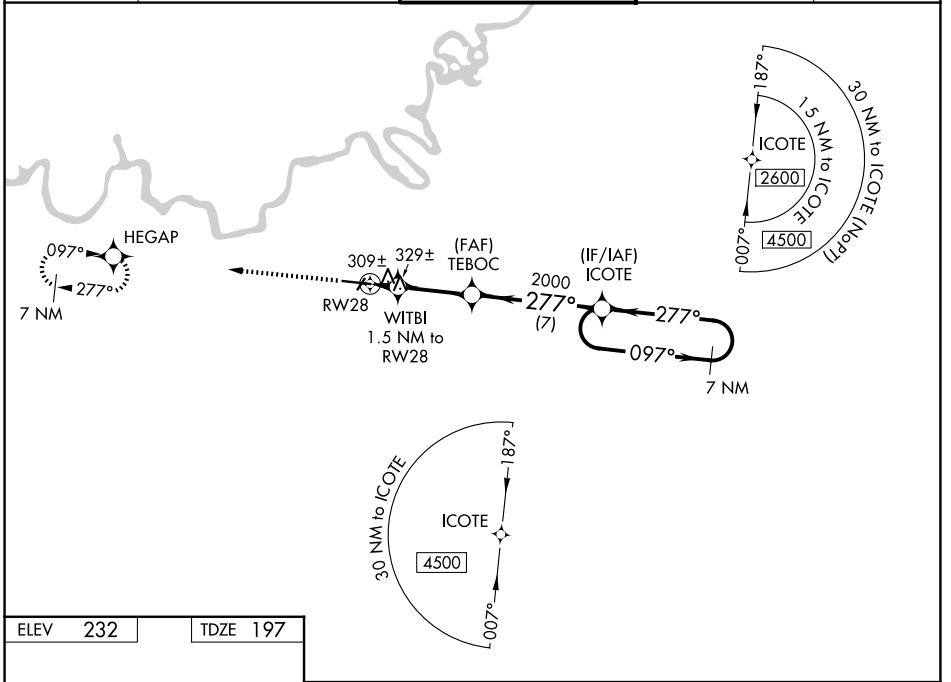 187°
30 NM to ICOTE (NoPT)
15 NM to ICOTE
ICOTE
2600
4500
007°
097°
HEGAP
277°
7 NM
309±
329±
RW28
WITBI
1.5 NM to
RW28
(FAF)
TEBOC
2000
277°
(7)
(IF/IAF)
ICOTE
277°
097°
7 NM
30 NM to ICOTE
187°
ICOTE
4500
007°
ELEV 232
TDZE 197